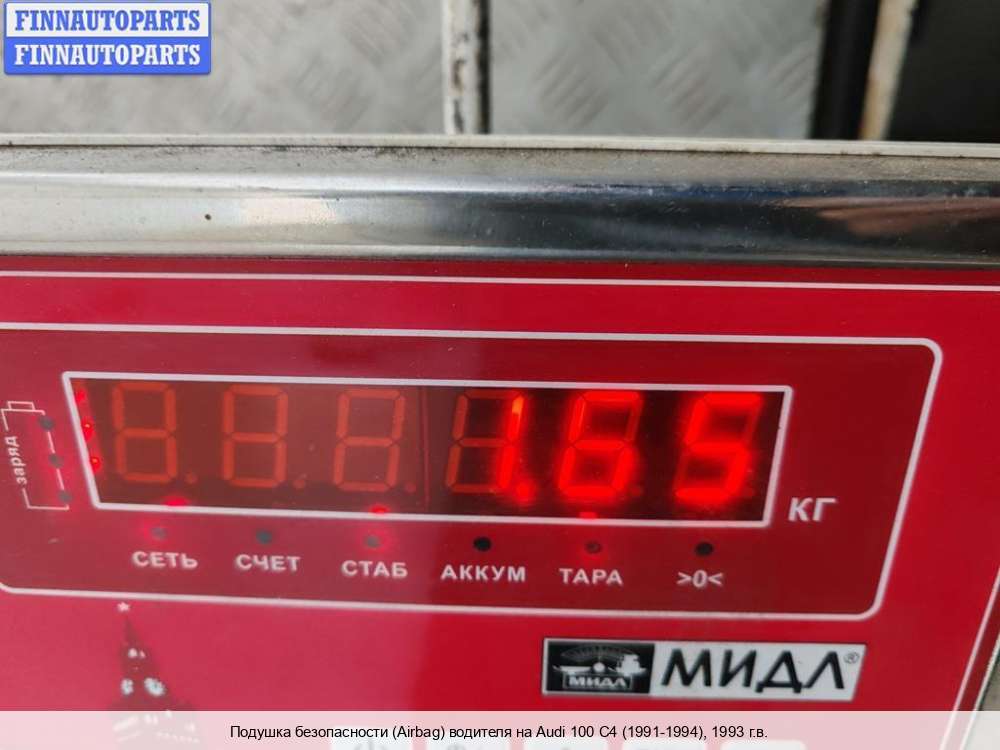 FINNAUTOPARTS
FINNAUTOPARTS
заряд
1.65
КГ
СЕТЬ СЧЕТ СТАБ АККУМ ТАРА >0<
МИДЛ
МИДЛ®
Подушка безопасности (Airbag) водителя на Audi 100 C4 (1991-1994), 1993 г.в.